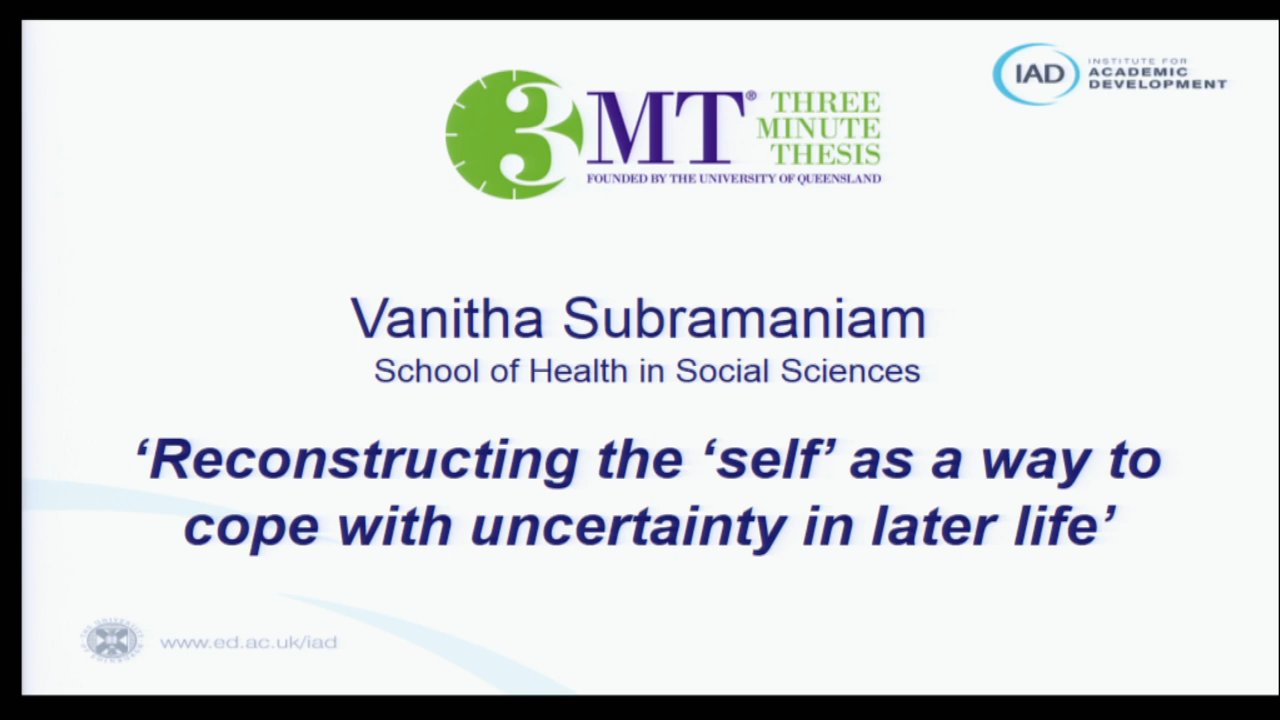 3MT® THREE
MINUTE
THESIS
FOUNDED BY THE UNIVERSITY OF QUEENSLAND
IAD INSTITUTE FOR
ACADEMIC
DEVELOPMENT
Vanitha Subramaniam
School of Health in Social Sciences
‘Reconstructing the ‘self’ as a way to
cope with uncertainty in later life’
www.ed.ac.uk/iad